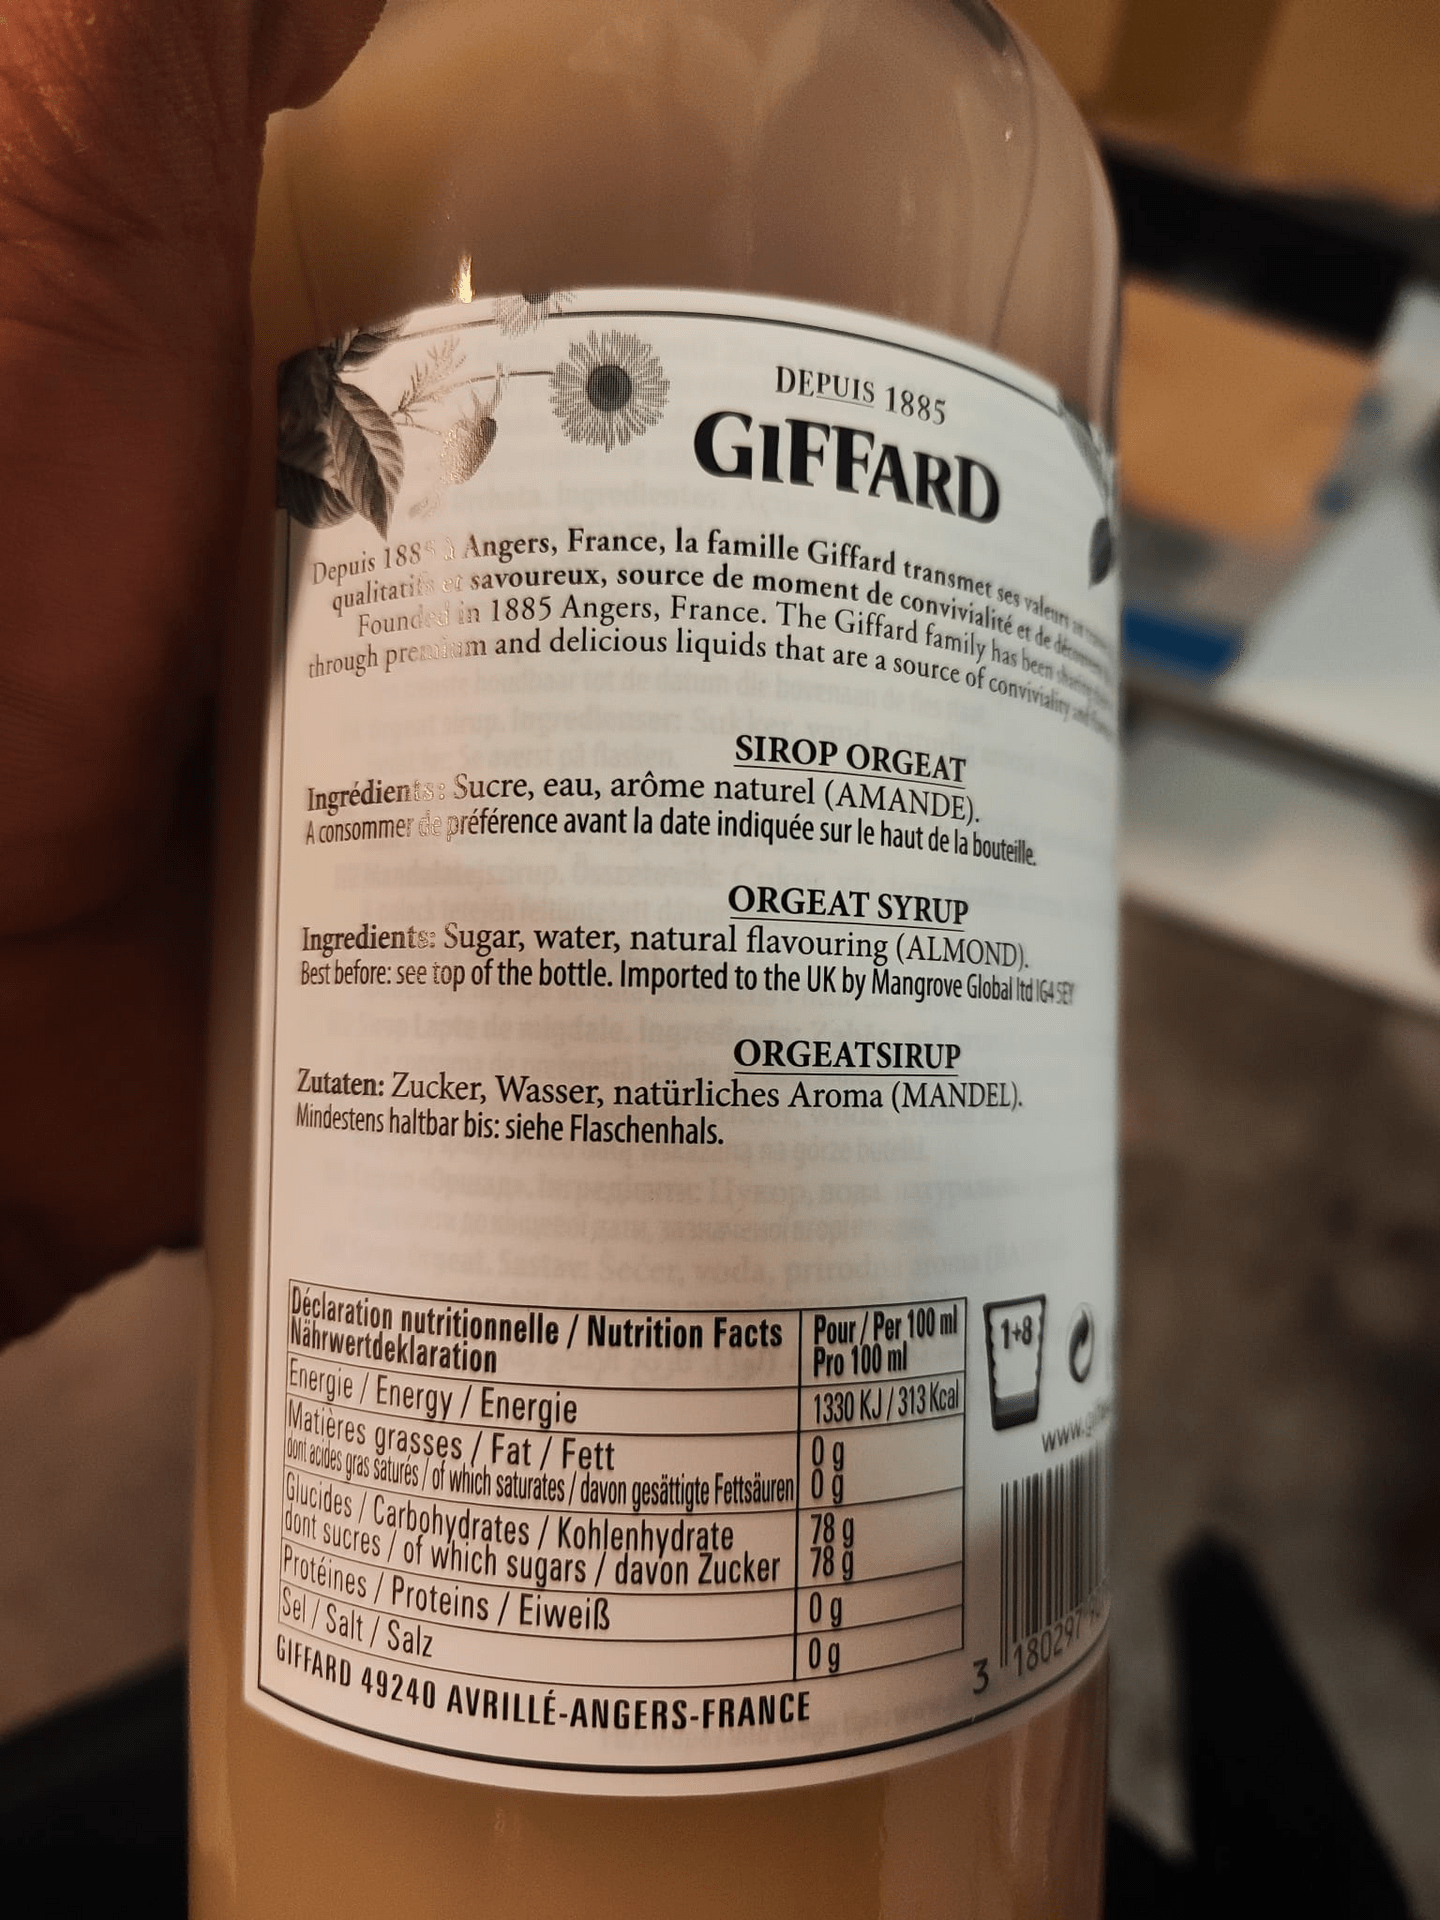 DEPUIS 1885
GIFFARD
Depuis 1885 à Angers, France, la famille Giffard transmet ses valeurs
qualitatifs et savoureux, source de moment de convivialité et de
Founded in 1885 Angers, France. The Giffard family has been sharing
through premium and delicious liquids that are a source of conviviality and
SIROP ORGEAT
Ingrédients: Sucre, eau, arôme naturel (AMANDE).
A consommer de préférence avant la date indiquée sur le haut de la bouteille.
ORGEAT SYRUP
Ingredients: Sugar, water, natural flavouring (ALMOND).
Best before: see top of the bottle. Imported to the UK by Mangrove Global ltd IG4 5EY
ORGEATSIRUP
Zutaten: Zucker, Wasser, natürliches Aroma (MANDEL).
Mindestens haltbar bis: siehe Flaschenhals.
Déclaration nutritionnelle / Nutrition Facts Pour / Per 100 ml
Nährwertdeklaration Pro 100 ml
Energie / Energy / Energie 1330 KJ / 313 Kcal
Matières grasses / Fat / Fett 0 g
dont acides gras saturés / of which saturates / davon gesättigte Fettsäuren 0 g
Glucides / Carbohydrates / Kohlenhydrate 78 g
dont sucres / of which sugars / davon Zucker 78 g
Protéines / Proteins / Eiweiß 0 g
Sel / Salt / Salz 0 g
GIFFARD 49240 AVRILLÉ-ANGERS-FRANCE
1+8
www.
3 180297